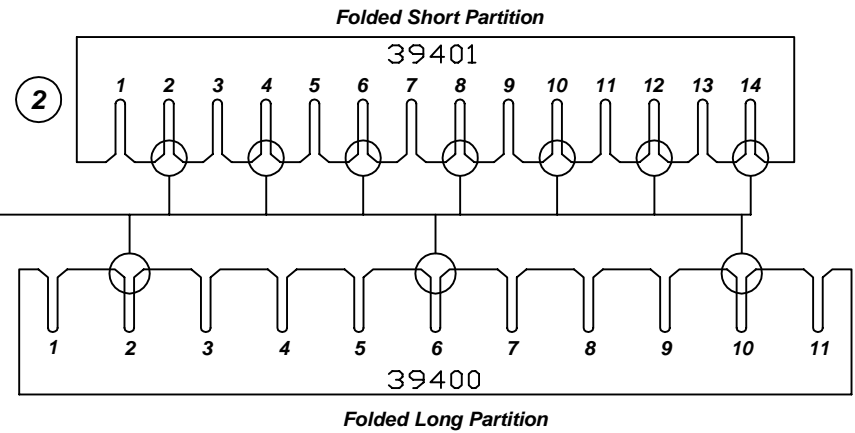 Folded Short Partition
39401
2
1 2 3 4 5 6 7 8 9 10 11 12 13 14
1 2 3 4 5 6 7 8 9 10 11
39400
Folded Long Partition